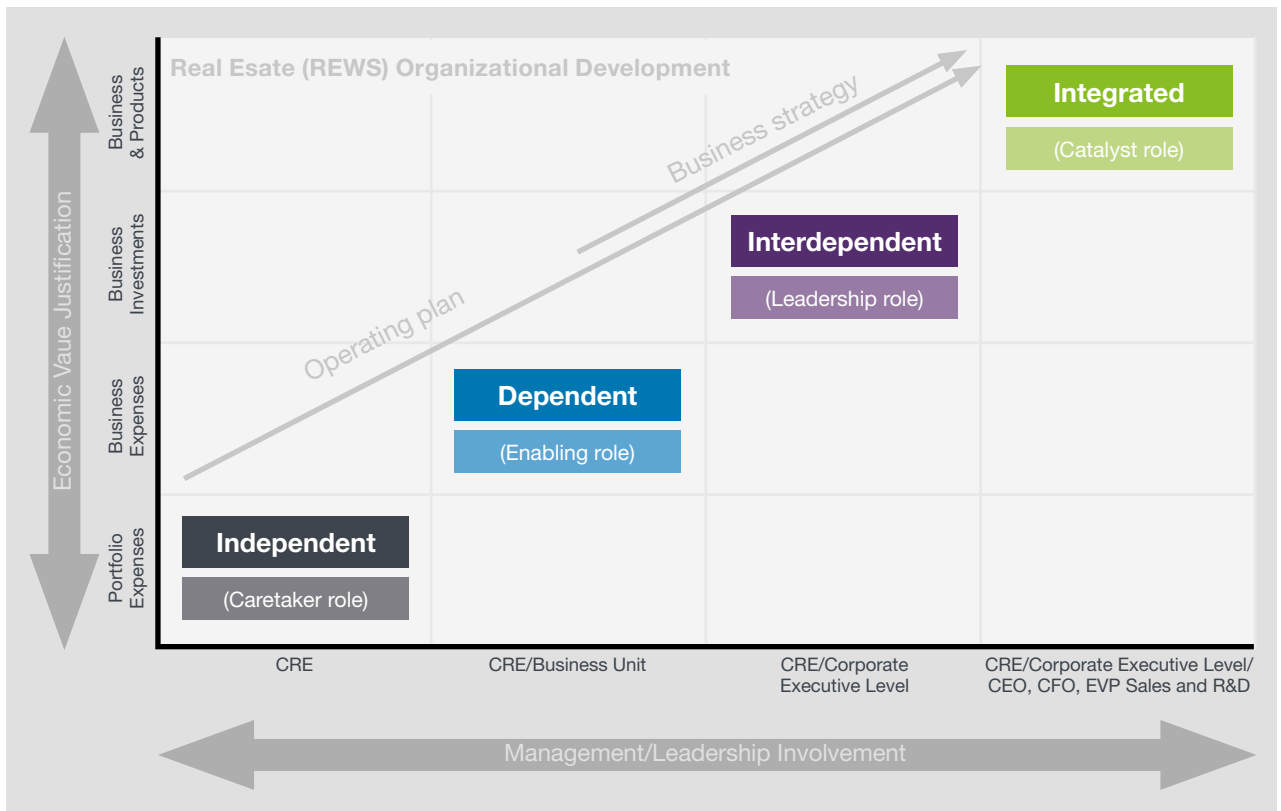 Real Esate (REWS) Organizational Development
Economic Vaue Justification
Business
& Products
Business
Investments
Business
Expenses
Portfolio
Expenses
Business strategy
Operating plan
Integrated
(Catalyst role)
Interdependent
(Leadership role)
Dependent
(Enabling role)
Independent
(Caretaker role)
CRE
CRE/Business Unit
CRE/Corporate
Executive Level
CRE/Corporate Executive Level/
CEO, CFO, EVP Sales and R&D
Management/Leadership Involvement